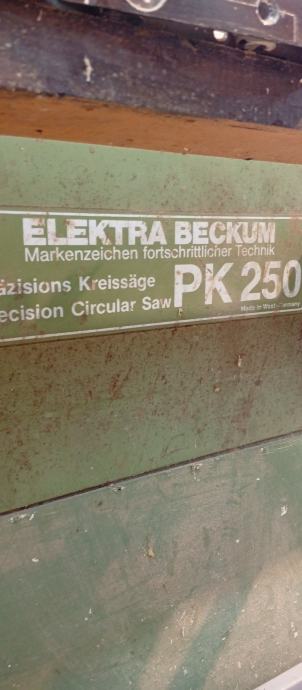 ELEKTRA BECKUM
Markenzeichen fortschrittlicher Technik
äzisions Kreissäge
ecision Circular Saw
PK 250
Made in West-Germany